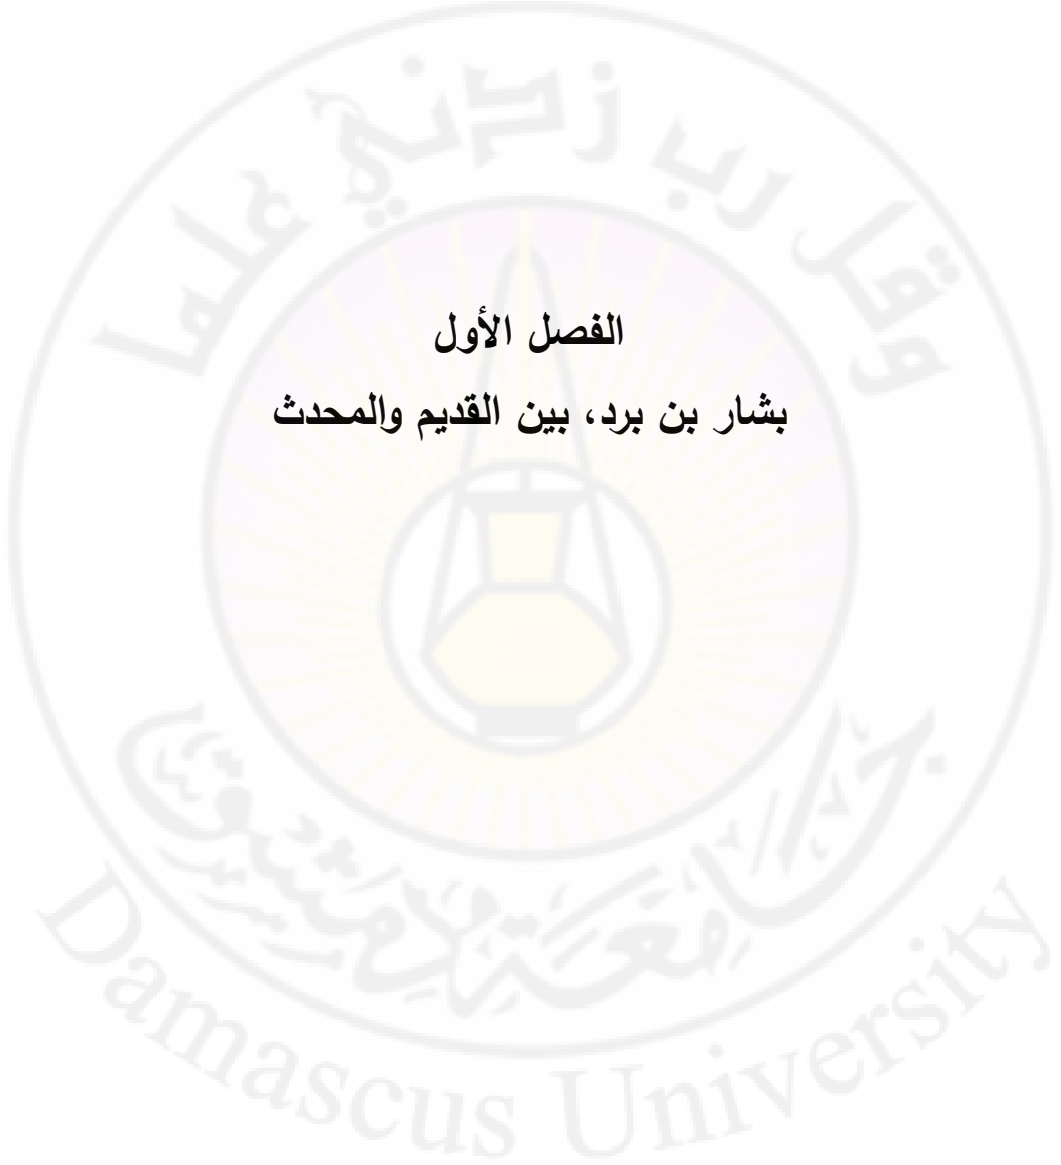 وقل رب زدني علما
الفصل الأول
بشار بن برد، بين القديم والمحدث
جامعة دمشق
Damascus University